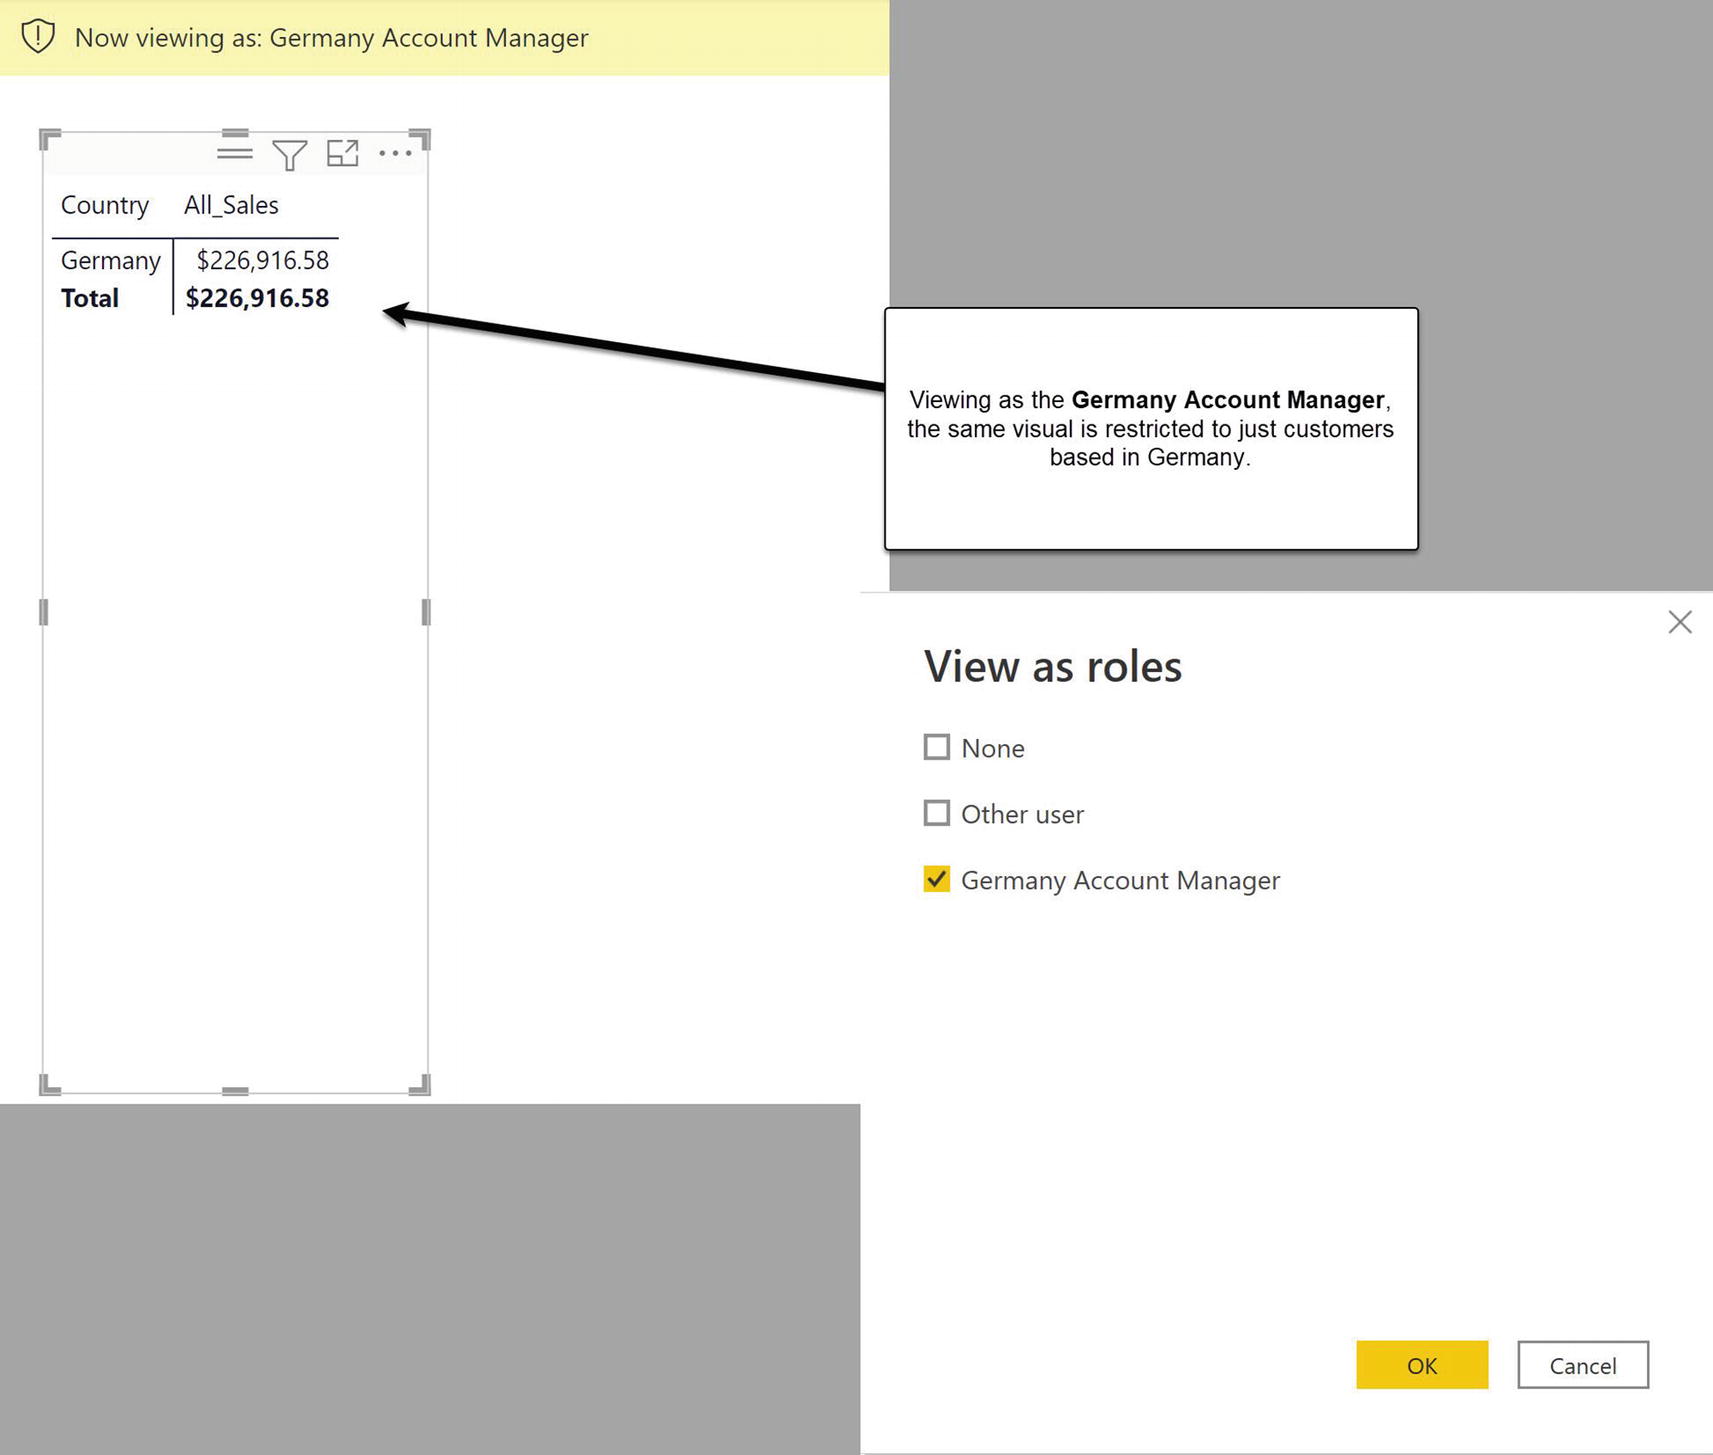 Now viewing as: Germany Account Manager
Country All_Sales
Germany $226,916.58
Total $226,916.58
Viewing as the Germany Account Manager,
the same visual is restricted to just customers
based in Germany.
View as roles
None
Other user
Germany Account Manager
OK Cancel